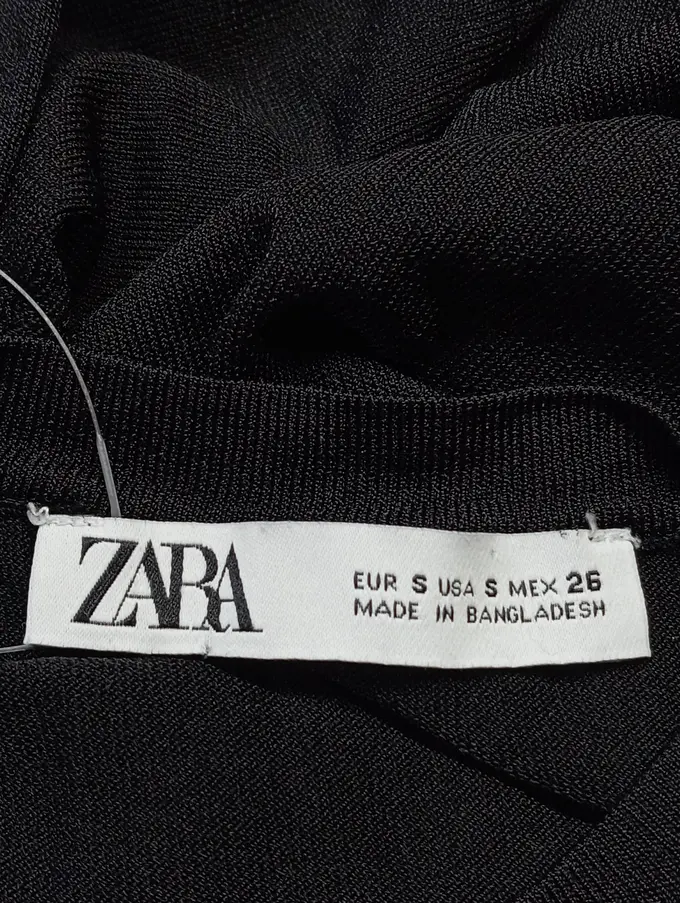 ZARA
EUR S USA S MEX 26
MADE IN BANGLADESH